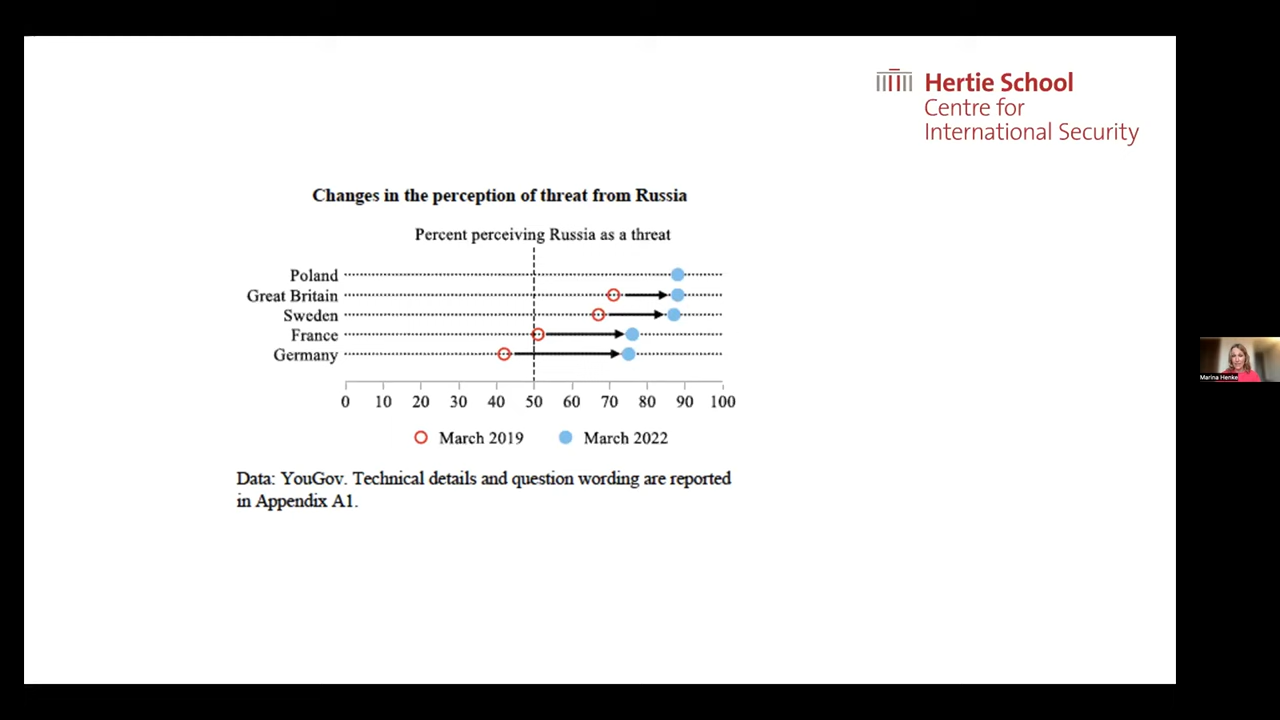 Hertie School
Centre for
International Security
Changes in the perception of threat from Russia
Percent perceiving Russia as a threat
Poland
Great Britain
Sweden
France
Germany
0 10 20 30 40 50 60 70 80 90 100
March 2019 March 2022
Data: YouGov. Technical details and question wording are reported
in Appendix A1.
Marina Henke